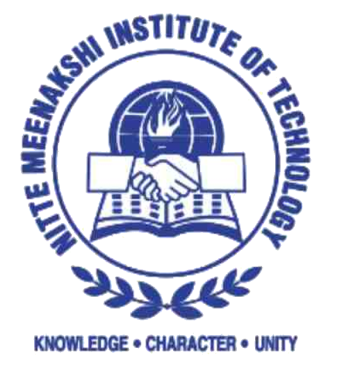 NITTE MEENAKSHI INSTITUTE OF TECHNOLOGY
KNOWLEDGE • CHARACTER • UNITY